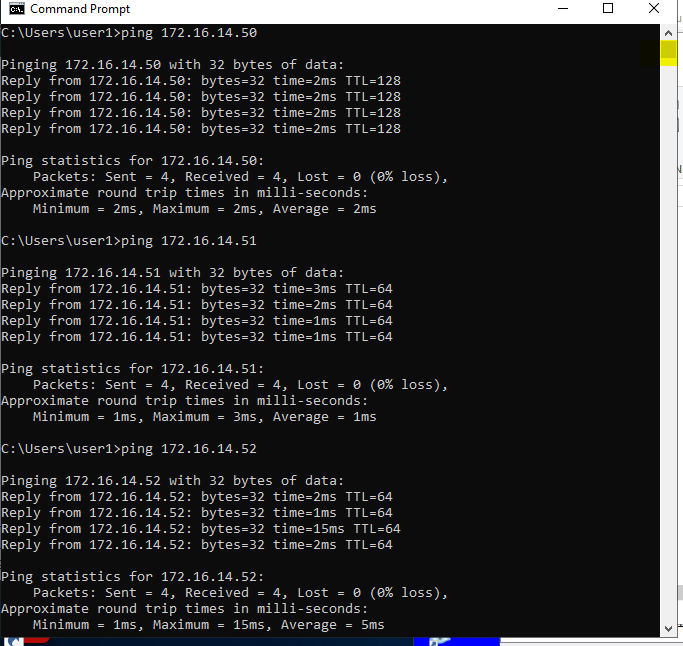 Command Prompt
C:\Users\user1>ping 172.16.14.50
Pinging 172.16.14.50 with 32 bytes of data:
Reply from 172.16.14.50: bytes=32 time=2ms TTL=128
Reply from 172.16.14.50: bytes=32 time=2ms TTL=128
Reply from 172.16.14.50: bytes=32 time=2ms TTL=128
Reply from 172.16.14.50: bytes=32 time=2ms TTL=128
Ping statistics for 172.16.14.50:
    Packets: Sent = 4, Received = 4, Lost = 0 (0% loss),
Approximate round trip times in milli-seconds:
    Minimum = 2ms, Maximum = 2ms, Average = 2ms
C:\Users\user1>ping 172.16.14.51
Pinging 172.16.14.51 with 32 bytes of data:
Reply from 172.16.14.51: bytes=32 time=3ms TTL=64
Reply from 172.16.14.51: bytes=32 time=2ms TTL=64
Reply from 172.16.14.51: bytes=32 time=1ms TTL=64
Reply from 172.16.14.51: bytes=32 time=1ms TTL=64
Ping statistics for 172.16.14.51:
    Packets: Sent = 4, Received = 4, Lost = 0 (0% loss),
Approximate round trip times in milli-seconds:
    Minimum = 1ms, Maximum = 3ms, Average = 1ms
C:\Users\user1>ping 172.16.14.52
Pinging 172.16.14.52 with 32 bytes of data:
Reply from 172.16.14.52: bytes=32 time=2ms TTL=64
Reply from 172.16.14.52: bytes=32 time=1ms TTL=64
Reply from 172.16.14.52: bytes=32 time=15ms TTL=64
Reply from 172.16.14.52: bytes=32 time=2ms TTL=64
Ping statistics for 172.16.14.52:
    Packets: Sent = 4, Received = 4, Lost = 0 (0% loss),
Approximate round trip times in milli-seconds:
    Minimum = 1ms, Maximum = 15ms, Average = 5ms